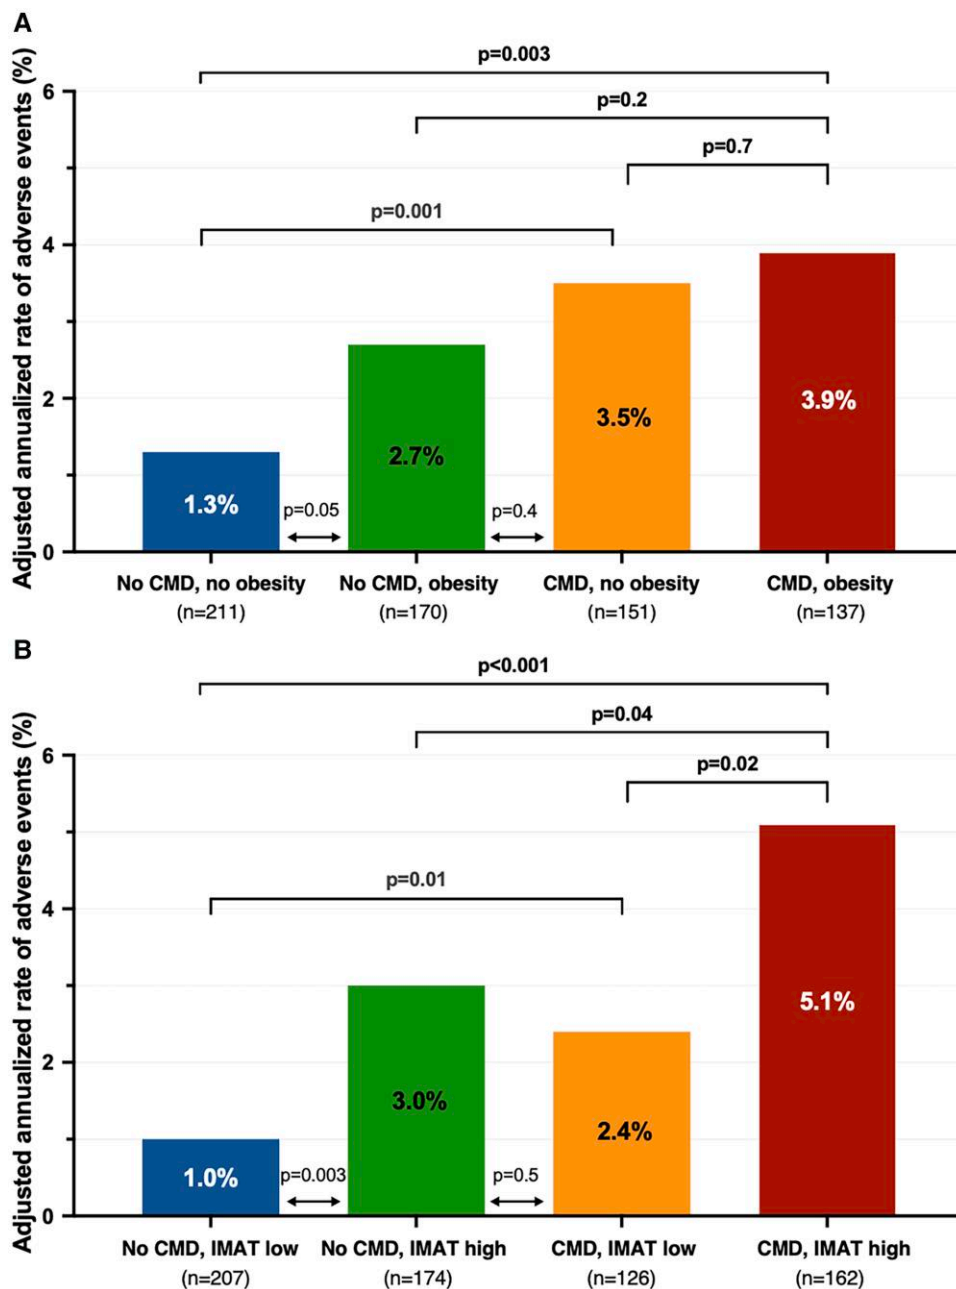 A
Adjusted annualized rate of adverse events (%)
p=0.003
6
p=0.2
p=0.7
p=0.001
4
2
3.9%
3.5%
2.7%
1.3%
p=0.05
p=0.4
0
No CMD, no obesity
(n=211)
No CMD, obesity
(n=170)
CMD, no obesity
(n=151)
CMD, obesity
(n=137)
B
Adjusted annualized rate of adverse events (%)
p<0.001
p=0.04
6
p=0.02
p=0.01
4
5.1%
2
3.0%
2.4%
1.0%
p=0.003
p=0.5
0
No CMD, IMAT low
(n=207)
No CMD, IMAT high
(n=174)
CMD, IMAT low
(n=126)
CMD, IMAT high
(n=162)